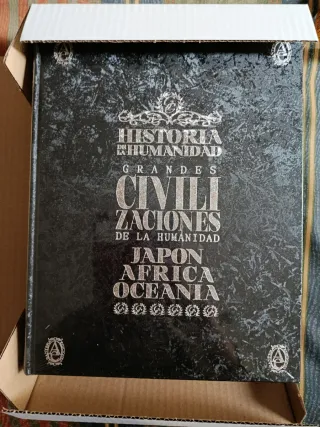 HISTORIA
DE LA HUMANIDAD
GRANDES
CIVILI
ZACIONES
DE LA HUMANIDAD
JAPON
AFRICA
OCEANIA